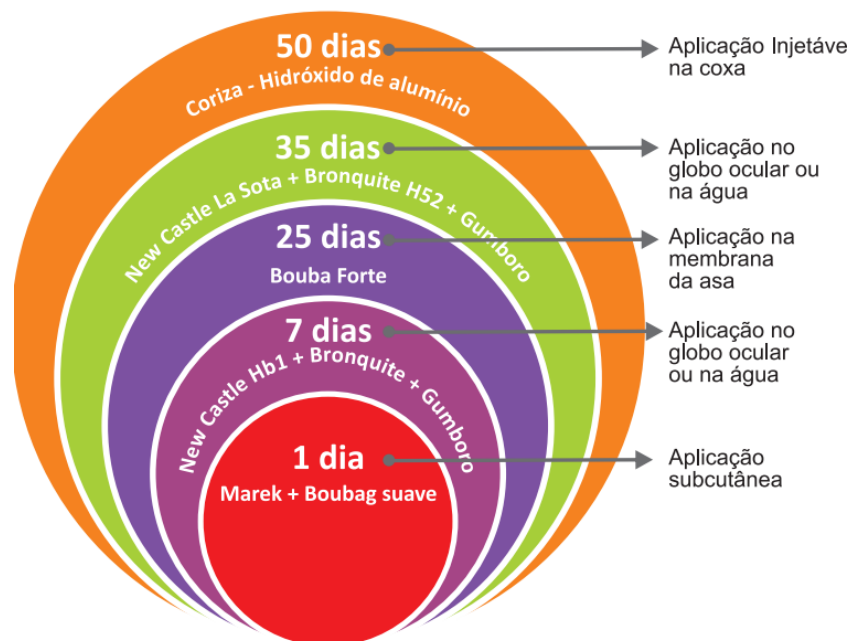 50 dias
Coriza - Hidróxido de alumínio
Aplicação Injetáve
na coxa
35 dias
New Castle La Sota + Bronquite H52 + Gumboro
Aplicação no
globo ocular ou
na água
25 dias
Bouba Forte
Aplicação na
membrana
da asa
7 dias
New Castle Hb1 + Bronquite + Gumboro
Aplicação no
globo ocular
ou na água
1 dia
Marek + Boubag suave
Aplicação
subcutânea